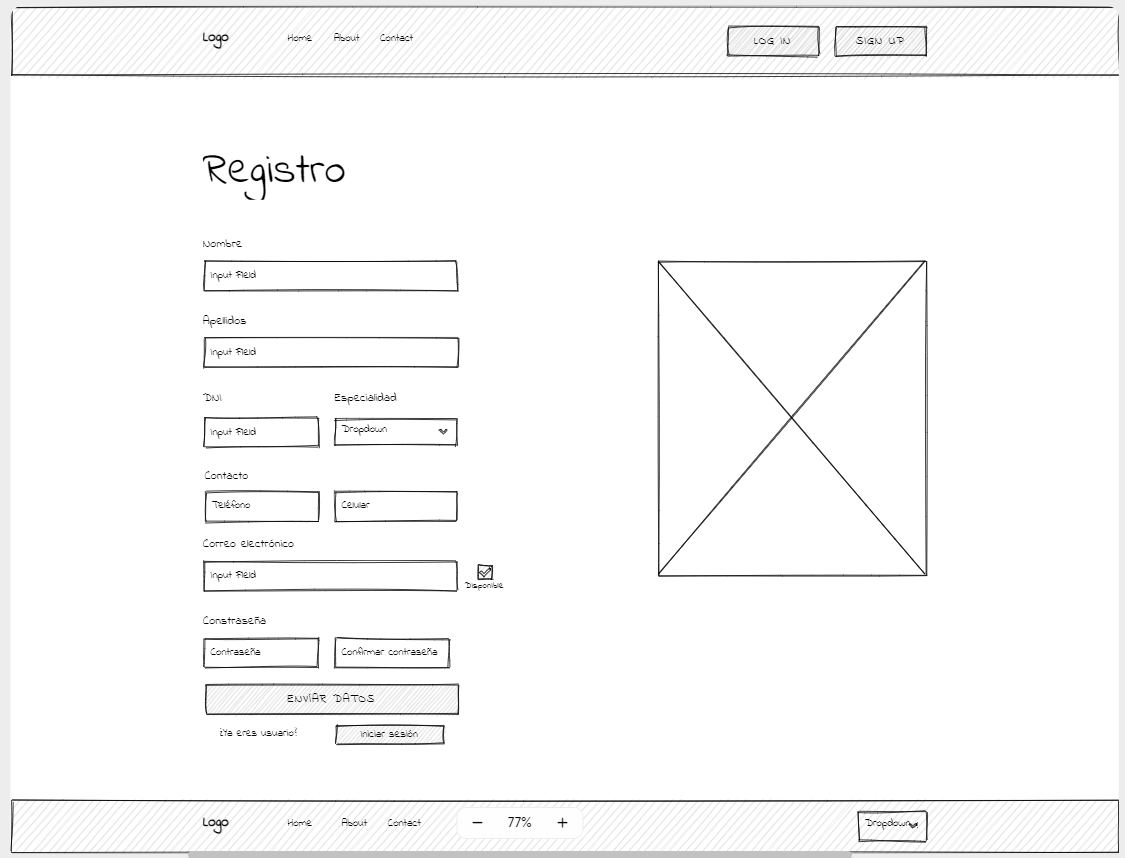 Logo Home About Contact LOG IN SIGN UP
Registro
Nombre
Input Field
Apellidos
Input Field
DNI Especialidad
Input Field Dropdown
Contacto
Teléfono Celular
Correo electrónico
Input Field
Disponible
Constraseña
Contraseña Confirmar contraseña
ENVIAR DATOS
¿Ya eres usuario? Iniciar sesión
Logo Home About Contact 77% Dropdown